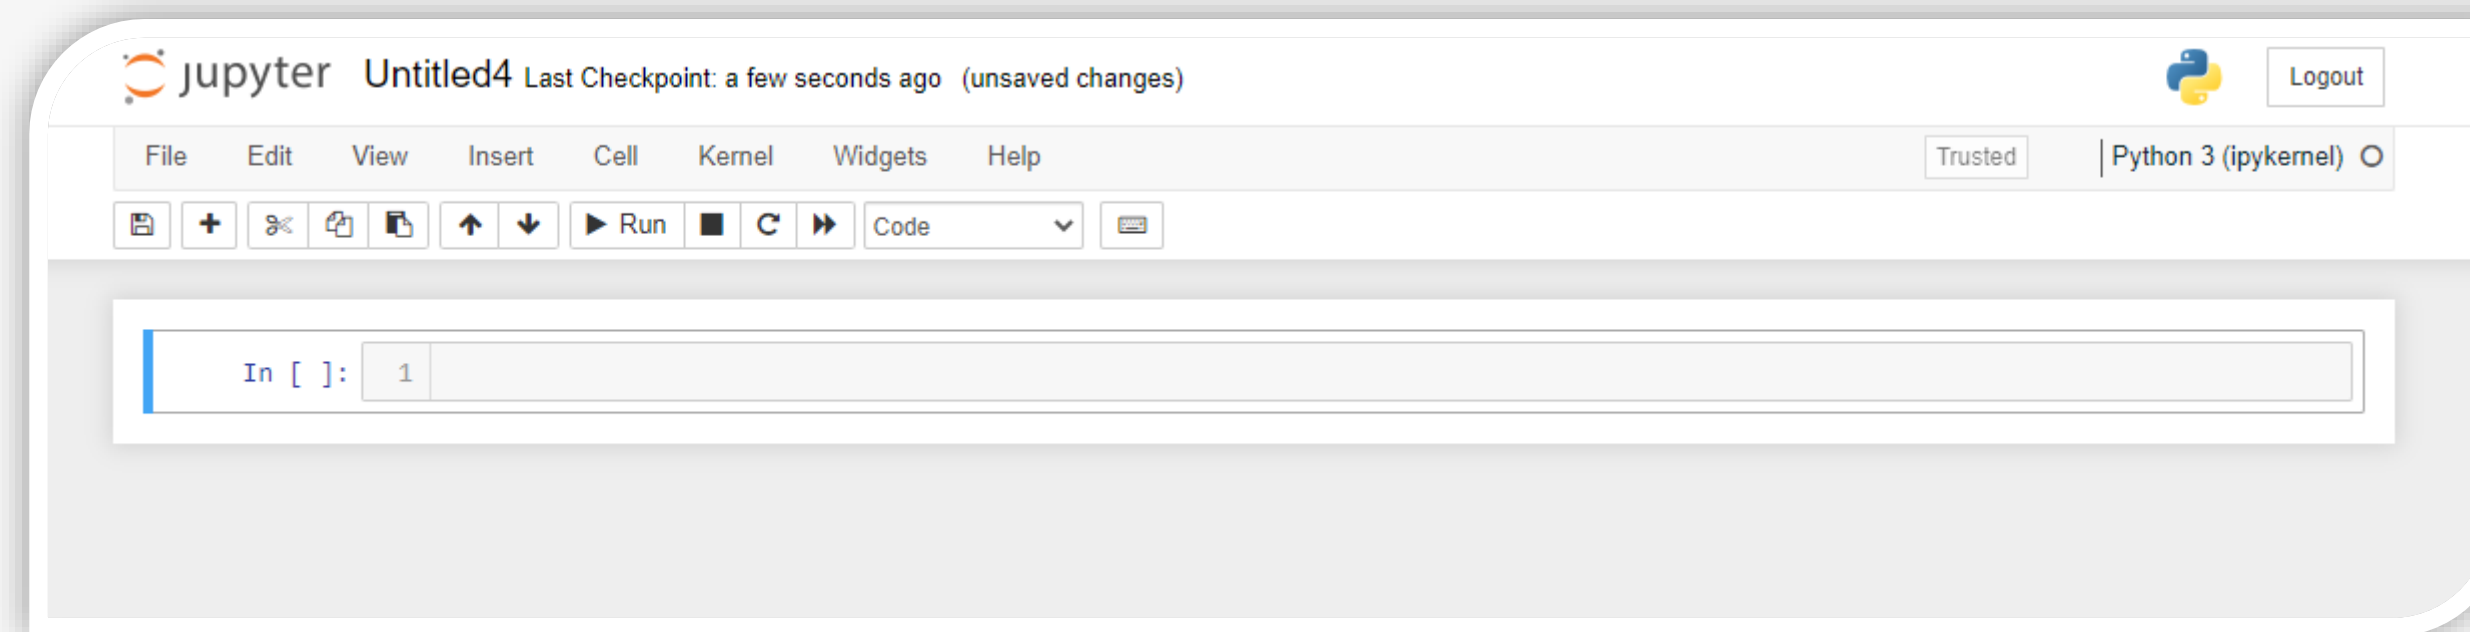 jupyter Untitled4 Last Checkpoint: a few seconds ago (unsaved changes) Logout
File Edit View Insert Cell Kernel Widgets Help Trusted Python 3 (ipykernel)
Run Code
In [ ]: 1